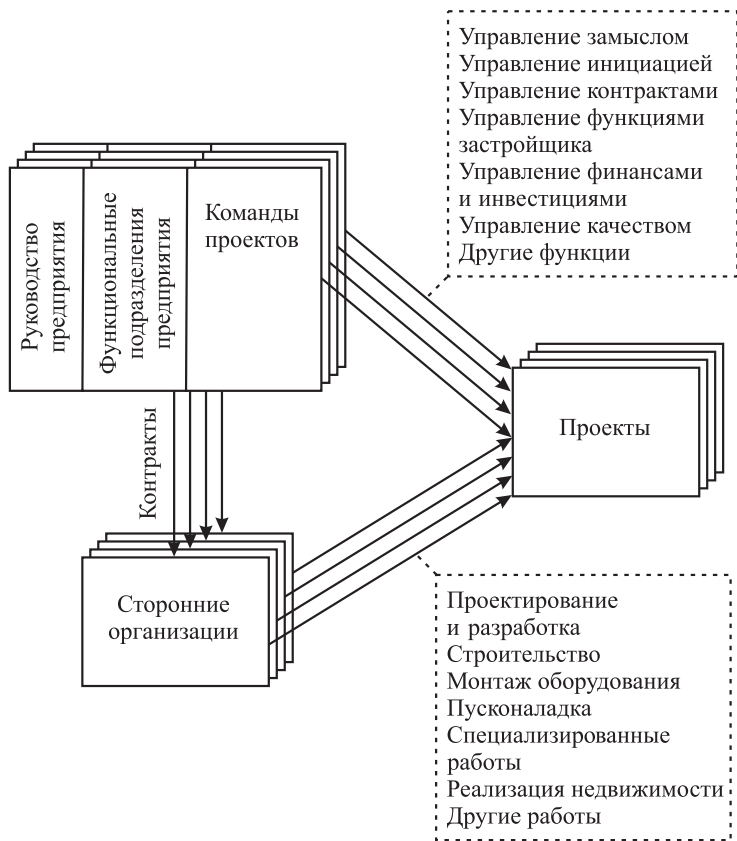 Управление замыслом
Управление инициацией
Управление контрактами
Управление функциями
застройщика
Управление финансами
и инвестициями
Управление качеством
Другие функции
Руководство
предприятия
Функциональные
подразделения
предприятия
Команды
проектов
Проекты
Контракты
Сторонние
организации
Проектирование
и разработка
Строительство
Монтаж оборудования
Пусконаладка
Специализированные
работы
Реализация недвижимости
Другие работы